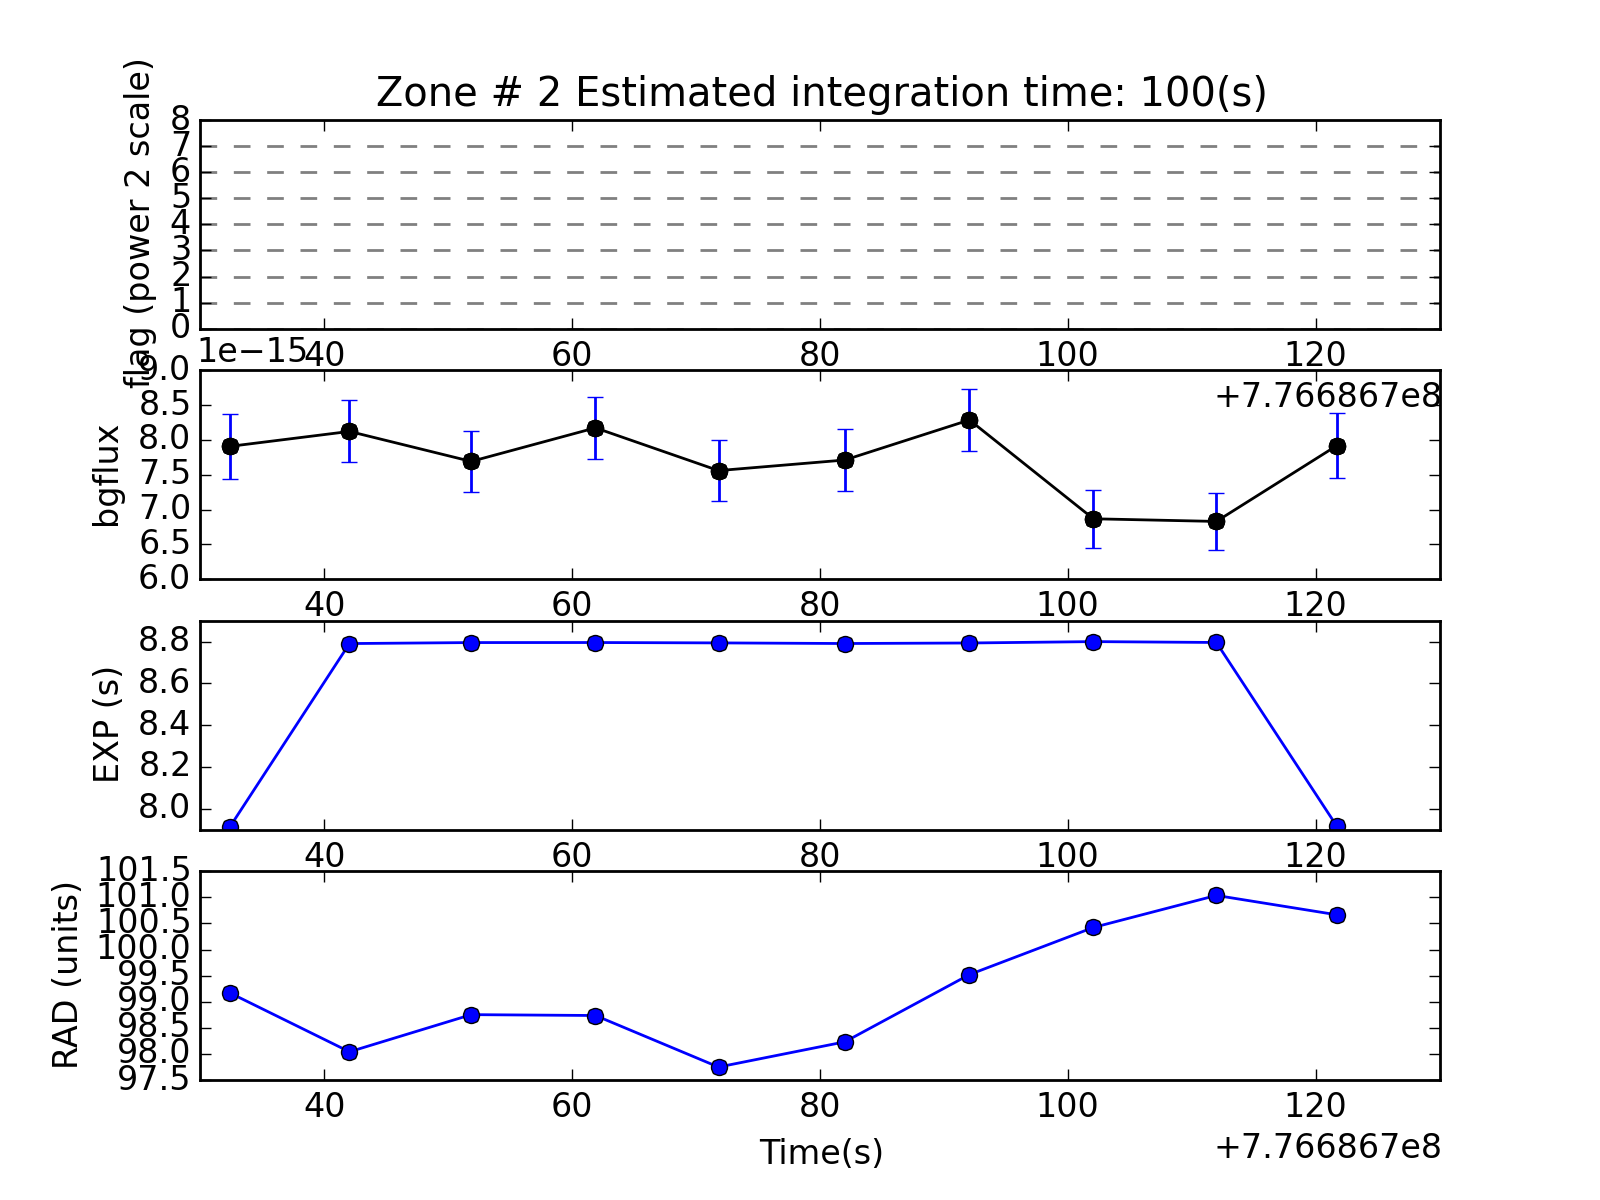 Zone # 2 Estimated integration time: 100(s)
flag (power 2 scale)
8
7
6
5
4
3
2
1
0
40 60 80 100 120
+7.766867e8
1e−15
bgflux
9.0
8.5
8.0
7.5
7.0
6.5
6.0
40 60 80 100 120
EXP (s)
8.8
8.6
8.4
8.2
8.0
40 60 80 100 120
RAD (units)
101.5
101.0
100.5
100.0
99.5
99.0
98.5
98.0
97.5
40 60 80 100 120
Time(s)
+7.766867e8